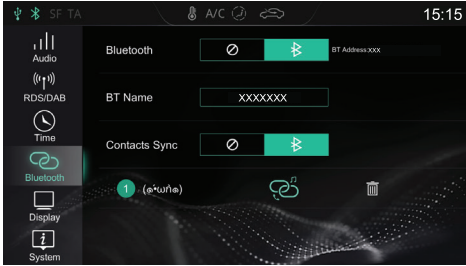 SF TA A/C 15:15
Audio
RDS/DAB
Time
Bluetooth
Display
System
Bluetooth BT Address:xxx
BT Name XXXXXXX
Contacts Sync
1